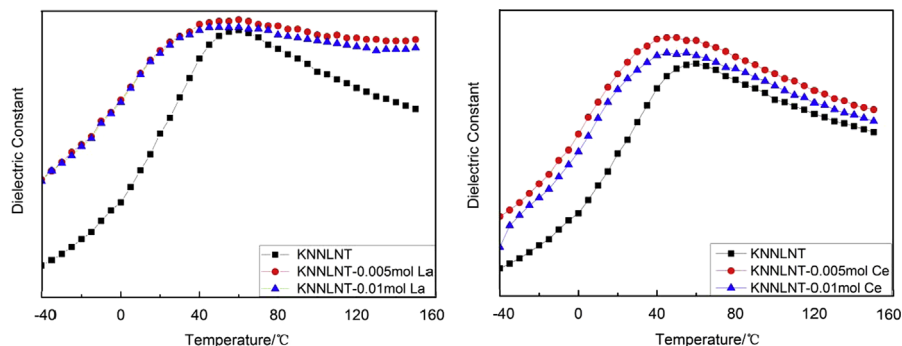 Dielectric Constant
KNNLNT
KNNLNT-0.005mol La
KNNLNT-0.01mol La
-40 0 40 80 120 160
Temperature/℃
Dielectric Constant
KNNLNT
KNNLNT-0.005mol Ce
KNNLNT-0.01mol Ce
-40 0 40 80 120 160
Temperature/℃